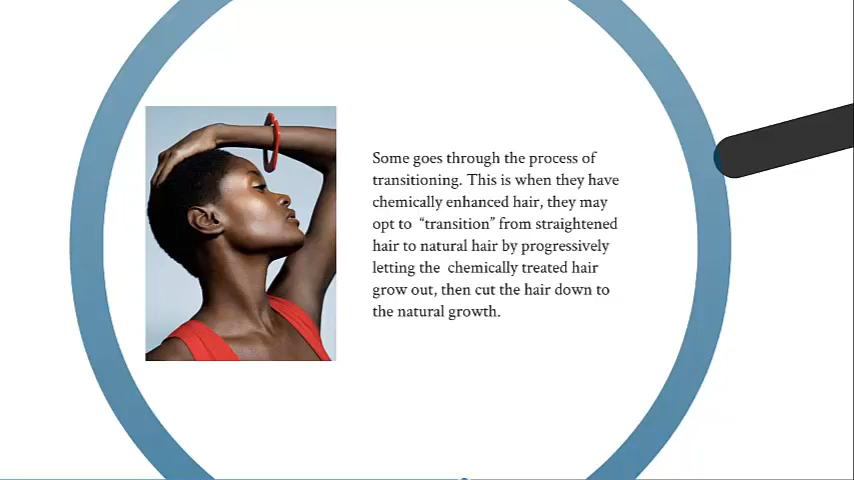 Some goes through the process of
transitioning. This is when they have
chemically enhanced hair, they may
opt to “transition” from straightened
hair to natural hair by progressively
letting the chemically treated hair
grow out, then cut the hair down to
the natural growth.